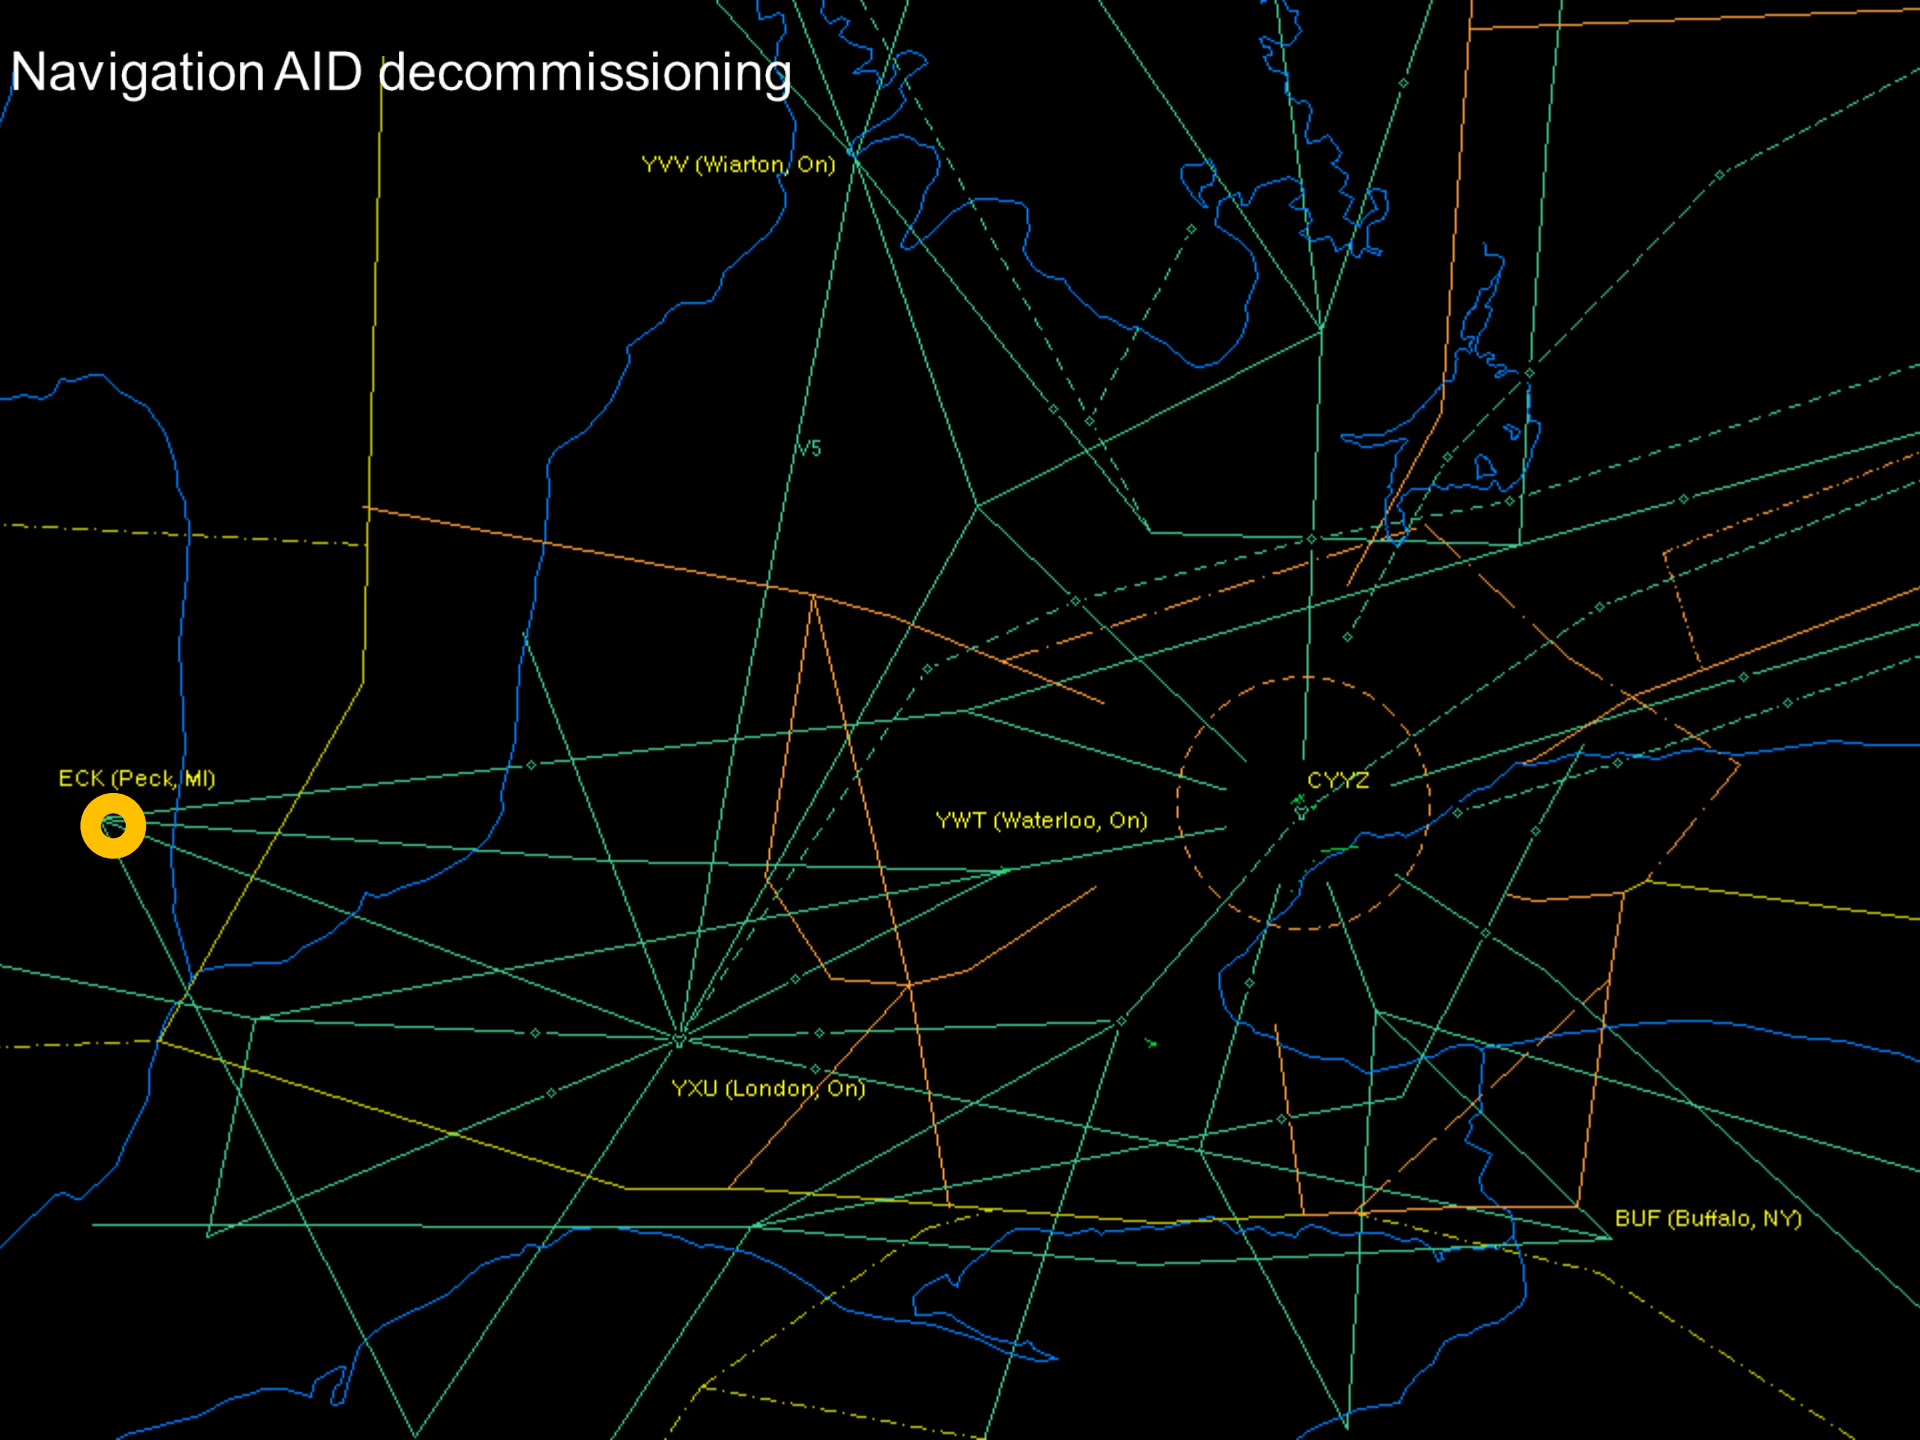 Navigation AID decommissioning
YVV (Wiarton, On)
V5
ECK (Peck, MI)
CYYZ
YWT (Waterloo, On)
YXU (London, On)
BUF (Buffalo, NY)